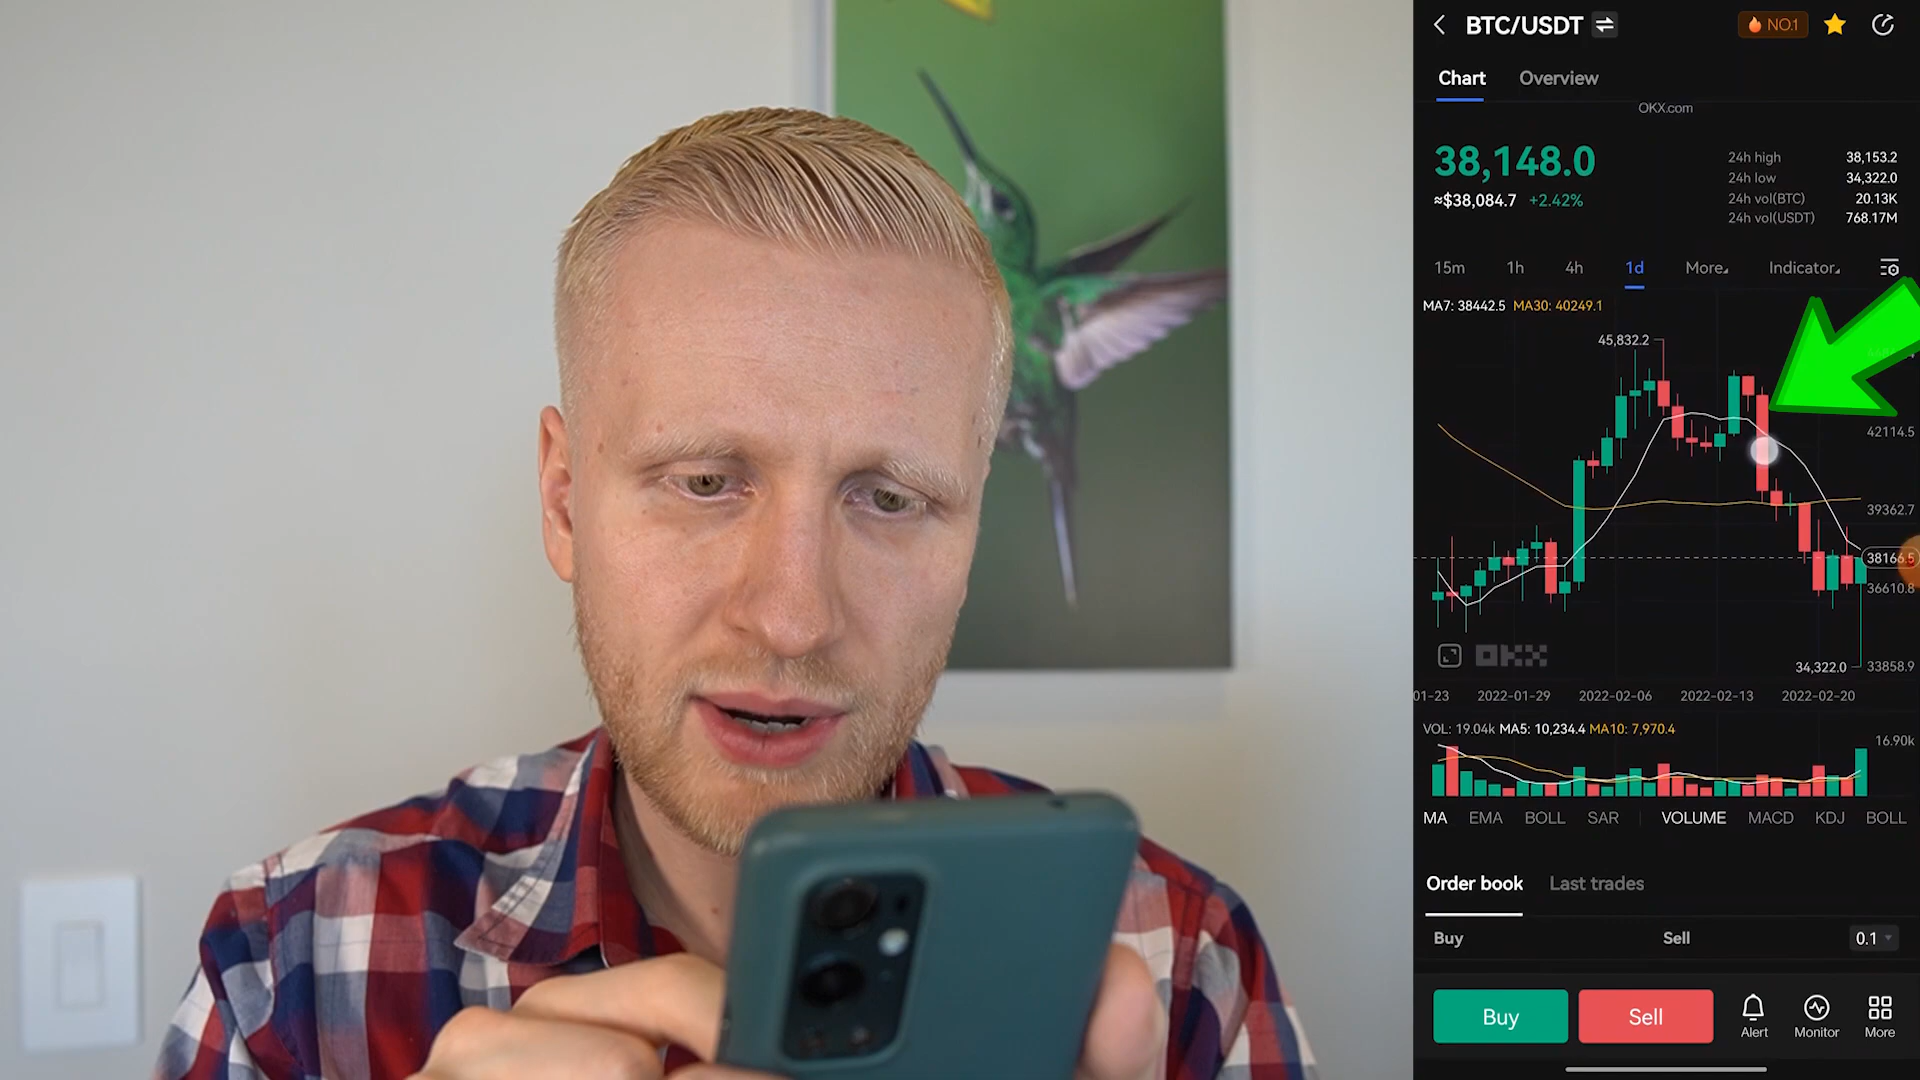 BTC/USDT
NO.1
Chart Overview
OKX.com
38,148.0
≈$38,084.7 +2.42%
24h high 38,153.2
24h low 34,322.0
24h vol(BTC) 20.13K
24h vol(USDT) 768.17M
15m 1h 4h 1d More Indicator
MA7: 38442.5 MA30: 40249.1
45,832.2
42114.5
39362.7
38166.5
36610.8
OKX
34,322.0
33858.9
01-23 2022-01-29 2022-02-06 2022-02-13 2022-02-20
VOL: 19.04k MA5: 10,234.4 MA10: 7,970.4
16.90k
MA EMA BOLL SAR VOLUME MACD KDJ BOLL
Order book Last trades
Buy Sell 0.1
Buy Sell Alert Monitor More